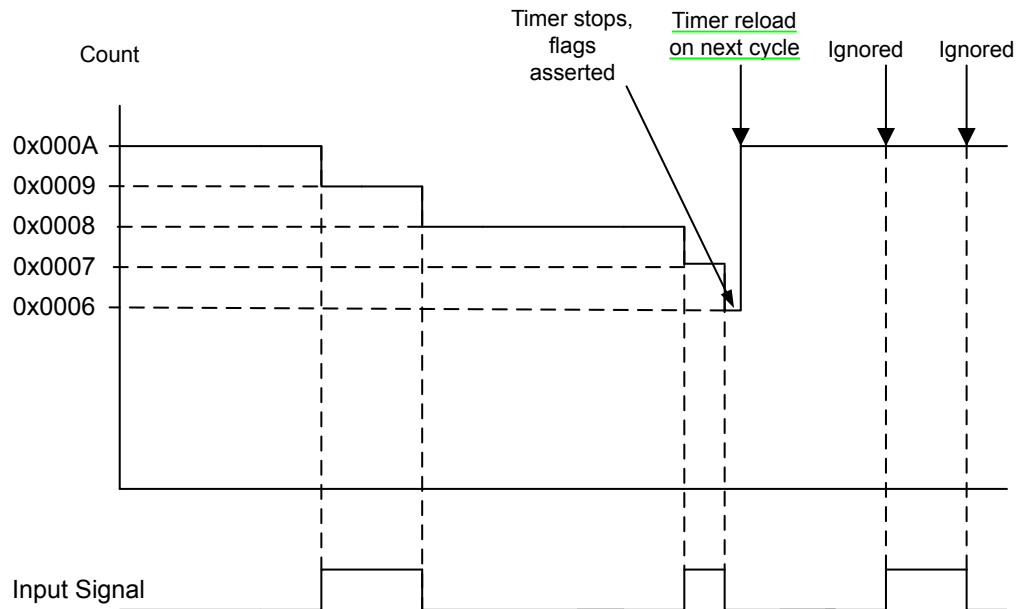 Timer stops,
flags
asserted
Timer reload
on next cycle
Ignored
Ignored
Count
0x000A
0x0009
0x0008
0x0007
0x0006
Input Signal